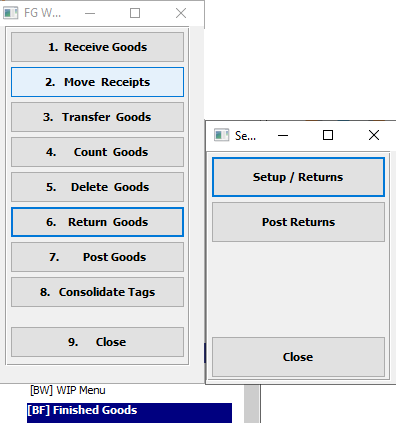 FG W...
1. Receive Goods
2. Move Receipts
3. Transfer Goods
4. Count Goods
5. Delete Goods
6. Return Goods
7. Post Goods
8. Consolidate Tags
9. Close
Se...
Setup / Returns
Post Returns
Close
[BW] WIP Menu
[BF] Finished Goods